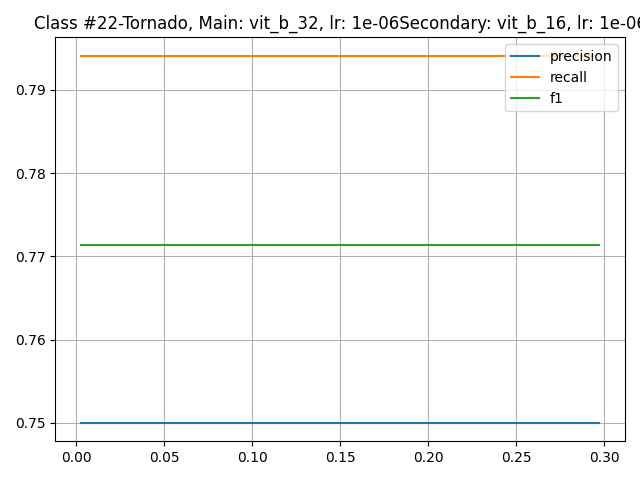 Class #22-Tornado, Main: vit_b_32, lr: 1e-06Secondary: vit_b_16, lr: 1e-06
precision
recall
f1
0.79
0.78
0.77
0.76
0.75
0.00 0.05 0.10 0.15 0.20 0.25 0.30